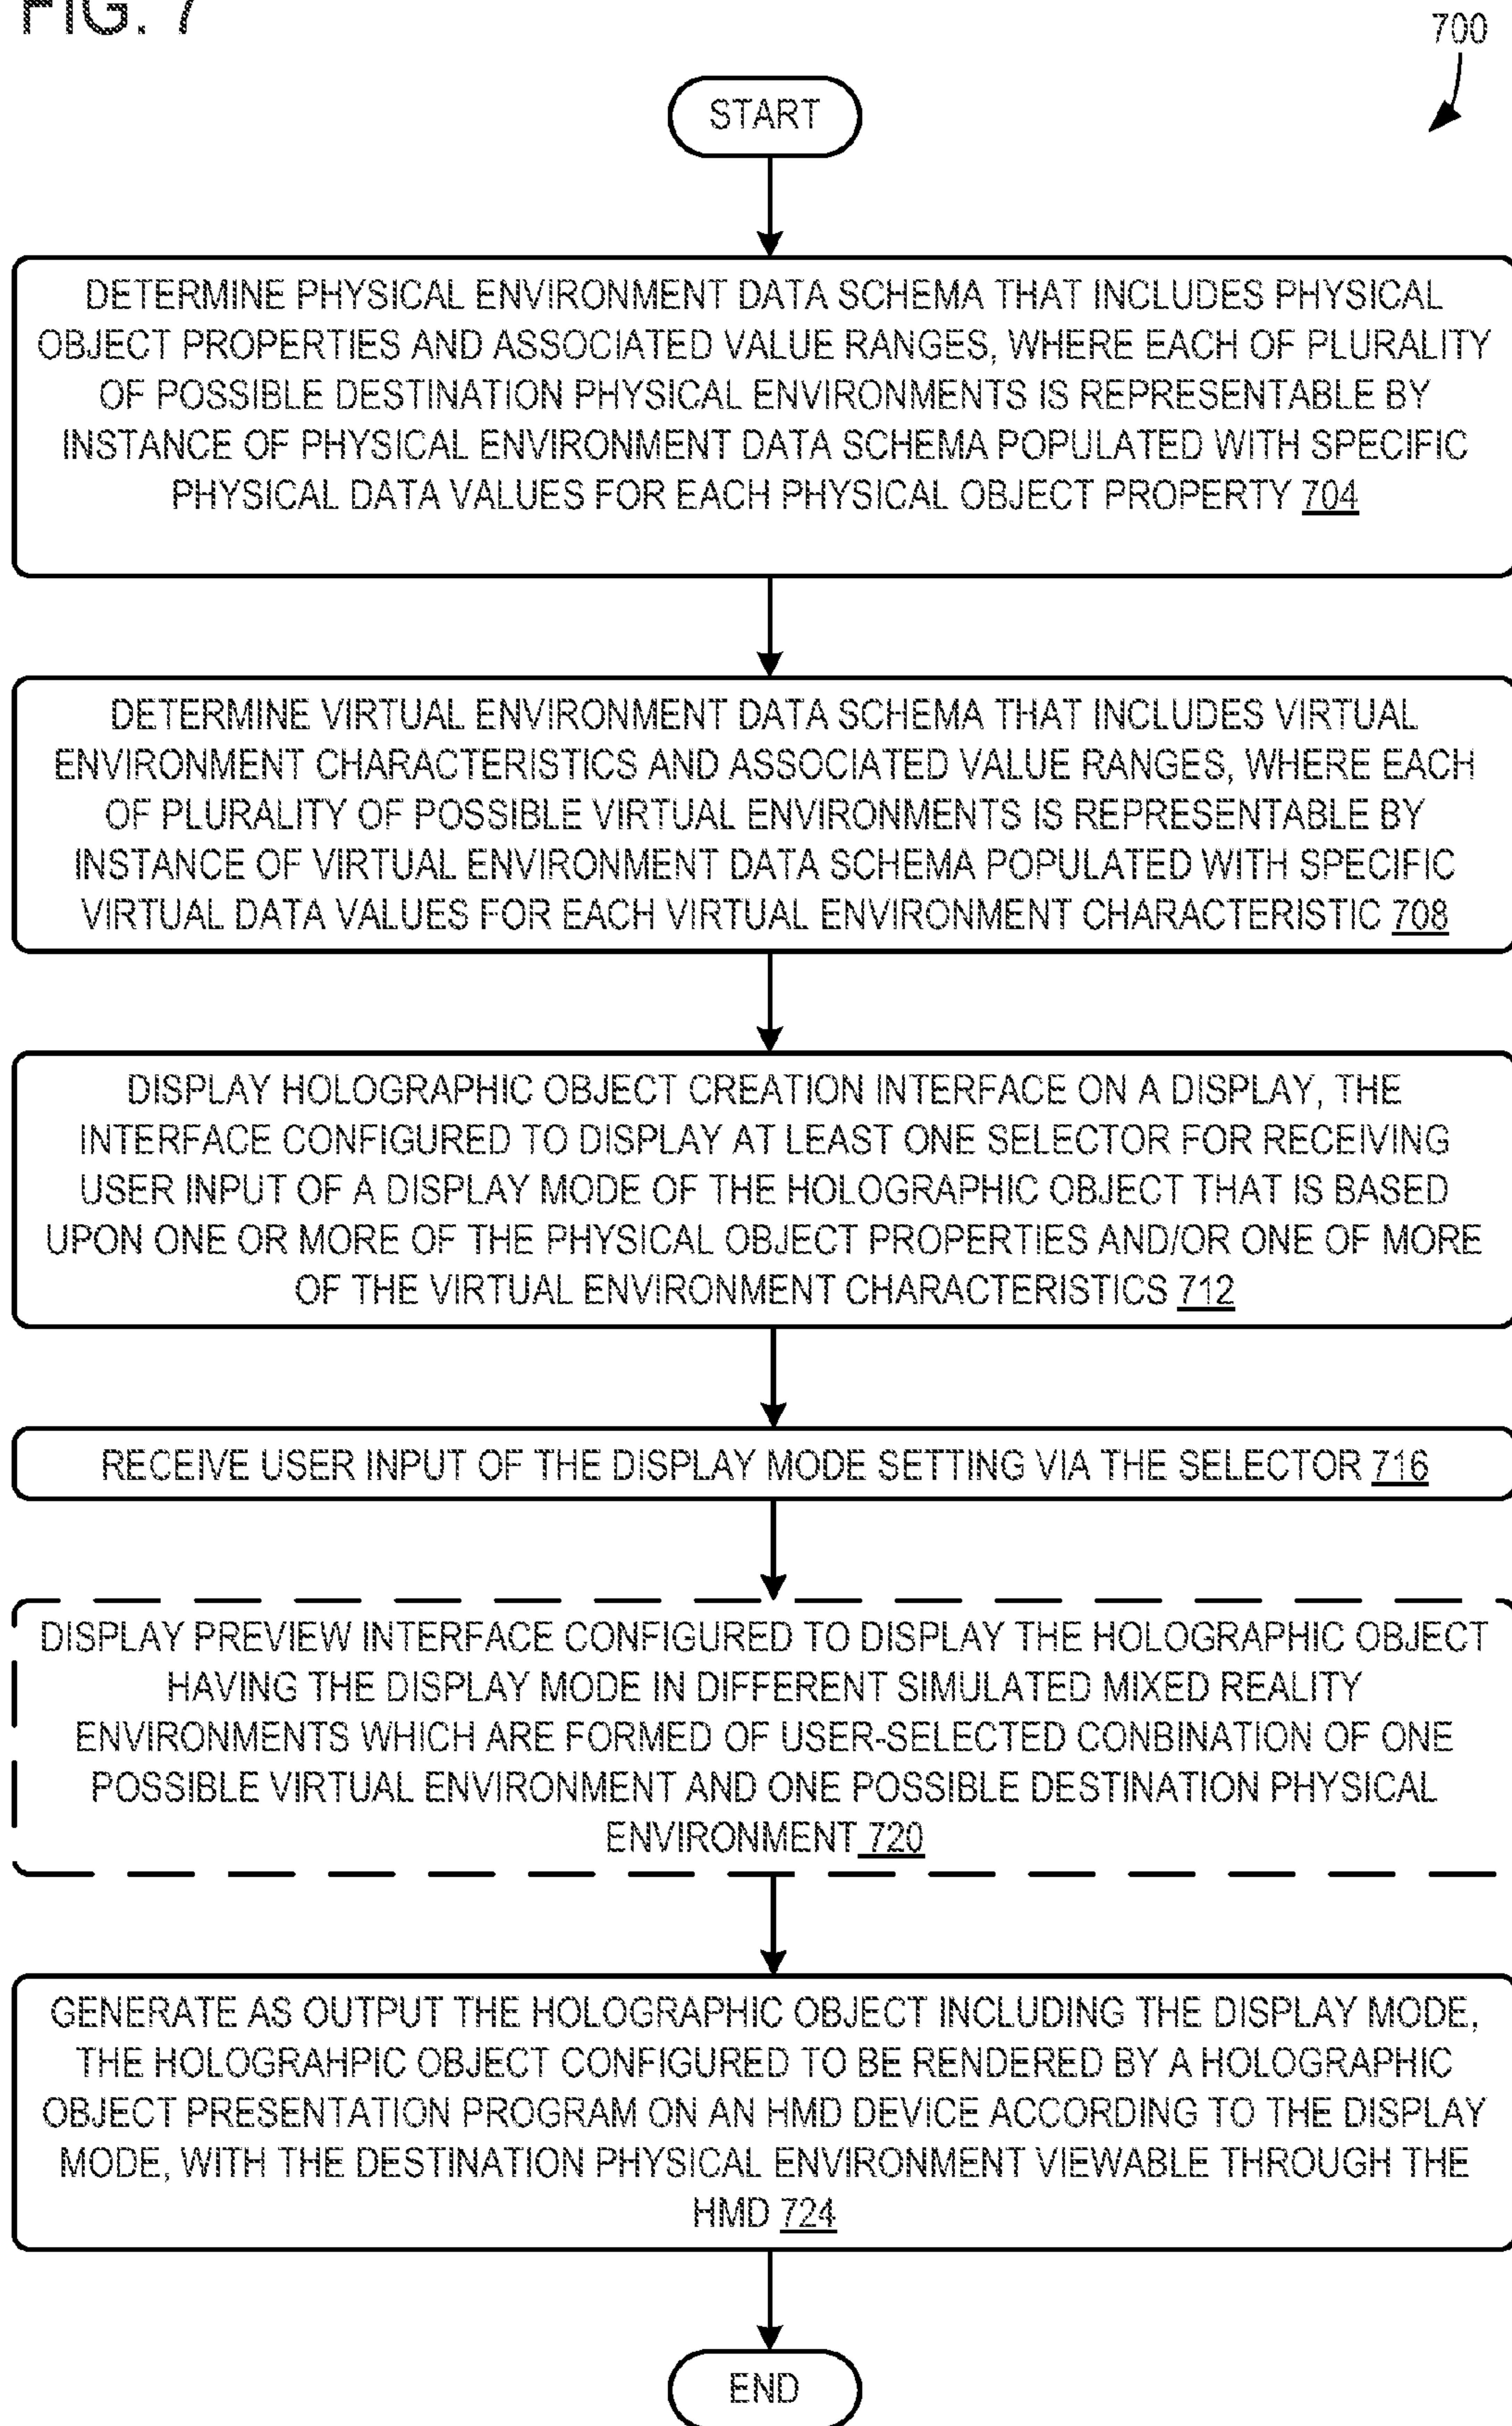 FIG. 7
700
START
DETERMINE PHYSICAL ENVIRONMENT DATA SCHEMA THAT INCLUDES PHYSICAL
OBJECT PROPERTIES AND ASSOCIATED VALUE RANGES, WHERE EACH OF PLURALITY
OF POSSIBLE DESTINATION PHYSICAL ENVIRONMENTS IS REPRESENTABLE BY
INSTANCE OF PHYSICAL ENVIRONMENT DATA SCHEMA POPULATED WITH SPECIFIC
PHYSICAL DATA VALUES FOR EACH PHYSICAL OBJECT PROPERTY 704
DETERMINE VIRTUAL ENVIRONMENT DATA SCHEMA THAT INCLUDES VIRTUAL
ENVIRONMENT CHARACTERISTICS AND ASSOCIATED VALUE RANGES, WHERE EACH
OF PLURALITY OF POSSIBLE VIRTUAL ENVIRONMENTS IS REPRESENTABLE BY
INSTANCE OF VIRTUAL ENVIRONMENT DATA SCHEMA POPULATED WITH SPECIFIC
VIRTUAL DATA VALUES FOR EACH VIRTUAL ENVIRONMENT CHARACTERISTIC 708
DISPLAY HOLOGRAPHIC OBJECT CREATION INTERFACE ON A DISPLAY, THE
INTERFACE CONFIGURED TO DISPLAY AT LEAST ONE SELECTOR FOR RECEIVING
USER INPUT OF A DISPLAY MODE OF THE HOLOGRAPHIC OBJECT THAT IS BASED
UPON ONE OR MORE OF THE PHYSICAL OBJECT PROPERTIES AND/OR ONE OF MORE
OF THE VIRTUAL ENVIRONMENT CHARACTERISTICS 712
RECEIVE USER INPUT OF THE DISPLAY MODE SETTING VIA THE SELECTOR 716
DISPLAY PREVIEW INTERFACE CONFIGURED TO DISPLAY THE HOLOGRAPHIC OBJECT
HAVING THE DISPLAY MODE IN DIFFERENT SIMULATED MIXED REALITY
ENVIRONMENTS WHICH ARE FORMED OF USER-SELECTED CONBINATION OF ONE
POSSIBLE VIRTUAL ENVIRONMENT AND ONE POSSIBLE DESTINATION PHYSICAL
ENVIRONMENT 720
GENERATE AS OUTPUT THE HOLOGRAPHIC OBJECT INCLUDING THE DISPLAY MODE,
THE HOLOGRAHPIC OBJECT CONFIGURED TO BE RENDERED BY A HOLOGRAPHIC
OBJECT PRESENTATION PROGRAM ON AN HMD DEVICE ACCORDING TO THE DISPLAY
MODE, WITH THE DESTINATION PHYSICAL ENVIRONMENT VIEWABLE THROUGH THE
HMD 724
END